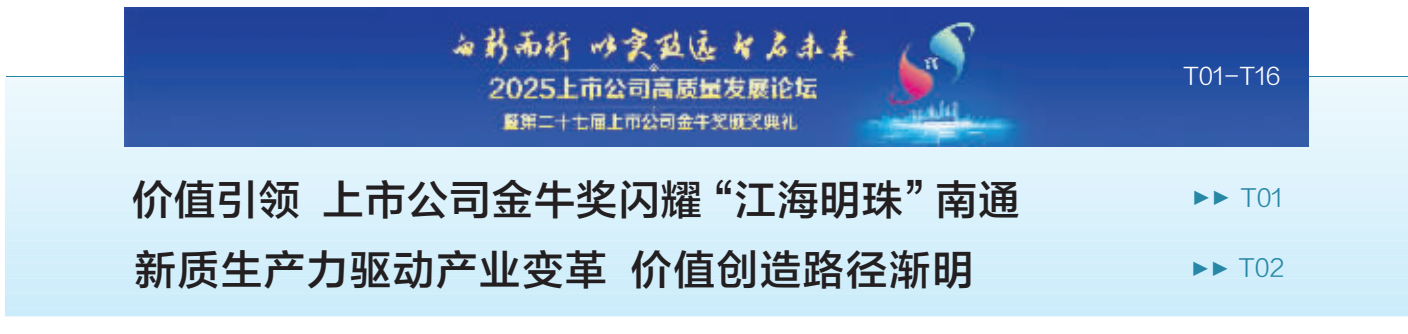 向新而行 以实致远 智启未来
2025上市公司高质量发展论坛
暨第二十七届上市公司金牛奖颁奖典礼
T01-T16
价值引领 上市公司金牛奖闪耀“江海明珠”南通
▶▶ T01
新质生产力驱动产业变革 价值创造路径渐明
▶▶ T02